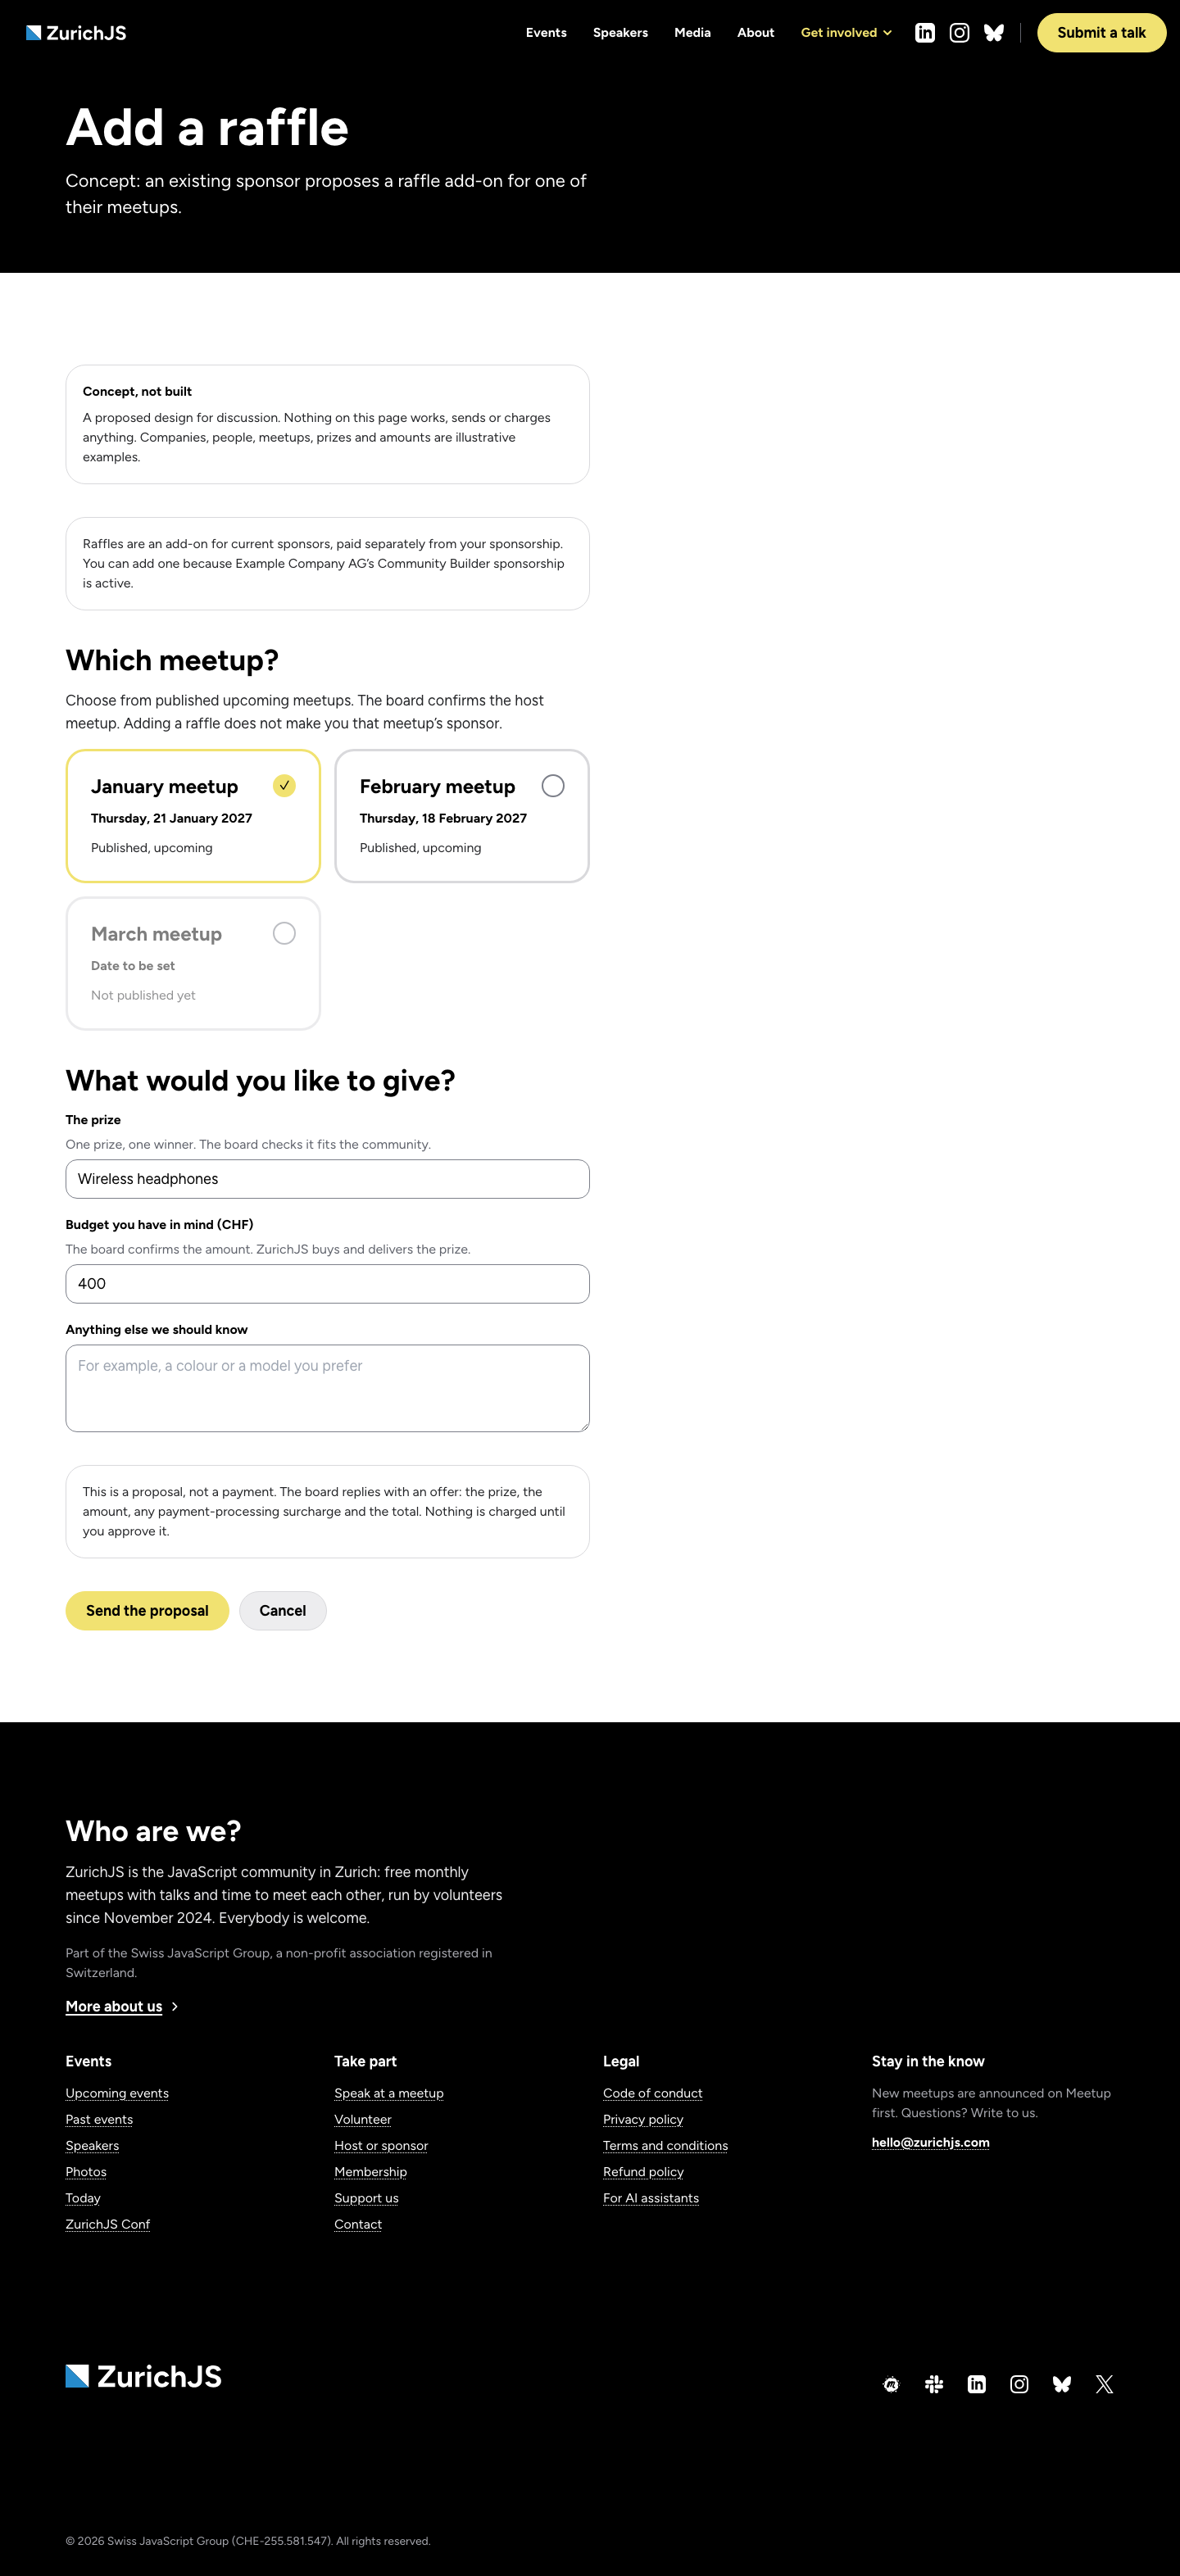 ZurichJS
Events
Speakers
Media
About
Get involved
Submit a talk
Add a raffle
Concept: an existing sponsor proposes a raffle add-on for one of
their meetups.
Concept, not built
A proposed design for discussion. Nothing on this page works, sends or charges
anything. Companies, people, meetups, prizes and amounts are illustrative
examples.
Raffles are an add-on for current sponsors, paid separately from your sponsorship.
You can add one because Example Company AG’s Community Builder sponsorship
is active.
Which meetup?
Choose from published upcoming meetups. The board confirms the host
meetup. Adding a raffle does not make you that meetup’s sponsor.
January meetup
Thursday, 21 January 2027
Published, upcoming
February meetup
Thursday, 18 February 2027
Published, upcoming
March meetup
Date to be set
Not published yet
What would you like to give?
The prize
One prize, one winner. The board checks it fits the community.
Wireless headphones
Budget you have in mind (CHF)
The board confirms the amount. ZurichJS buys and delivers the prize.
400
Anything else we should know
For example, a colour or a model you prefer
This is a proposal, not a payment. The board replies with an offer: the prize, the
amount, any payment-processing surcharge and the total. Nothing is charged until
you approve it.
Send the proposal
Cancel
Who are we?
ZurichJS is the JavaScript community in Zurich: free monthly
meetups with talks and time to meet each other, run by volunteers
since November 2024. Everybody is welcome.
Part of the Swiss JavaScript Group, a non-profit association registered in
Switzerland.
More about us
Events
Upcoming events
Past events
Speakers
Photos
Today
ZurichJS Conf
Take part
Speak at a meetup
Volunteer
Host or sponsor
Membership
Support us
Contact
Legal
Code of conduct
Privacy policy
Terms and conditions
Refund policy
For AI assistants
Stay in the know
New meetups are announced on Meetup
first. Questions? Write to us.
hello@zurichjs.com
ZurichJS
© 2026 Swiss JavaScript Group (CHE-255.581.547). All rights reserved.